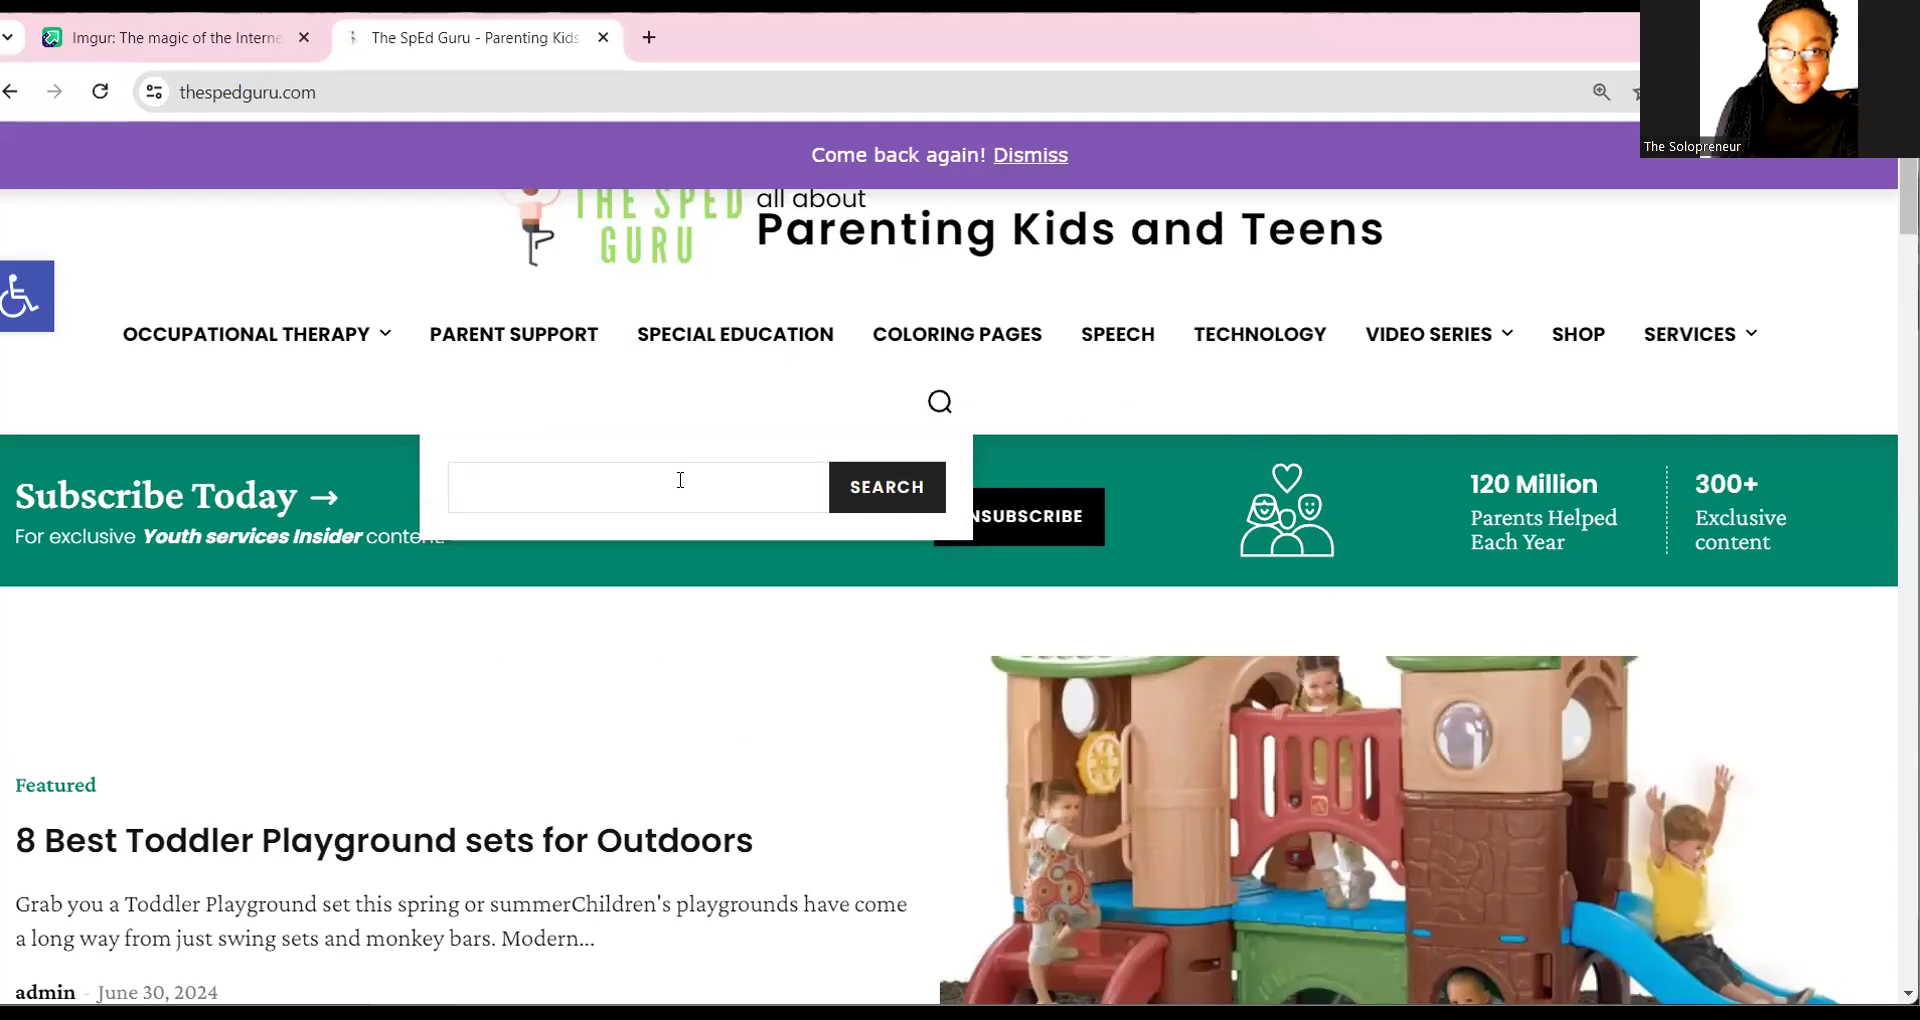 Imgur: The magic of the Interne
The SpEd Guru - Parenting Kids
thespedguru.com
The Solopreneur
Come back again! Dismiss
THE SPED
GURU
all about
Parenting Kids and Teens
OCCUPATIONAL THERAPY PARENT SUPPORT SPECIAL EDUCATION COLORING PAGES SPEECH TECHNOLOGY VIDEO SERIES SHOP SERVICES
SEARCH
Subscribe Today →
For exclusive Youth services Insider content.
NSUBSCRIBE
120 Million
Parents Helped
Each Year
300+
Exclusive
content
Featured
8 Best Toddler Playground sets for Outdoors
Grab you a Toddler Playground set this spring or summerChildren's playgrounds have come
a long way from just swing sets and monkey bars. Modern...
admin - June 30, 2024